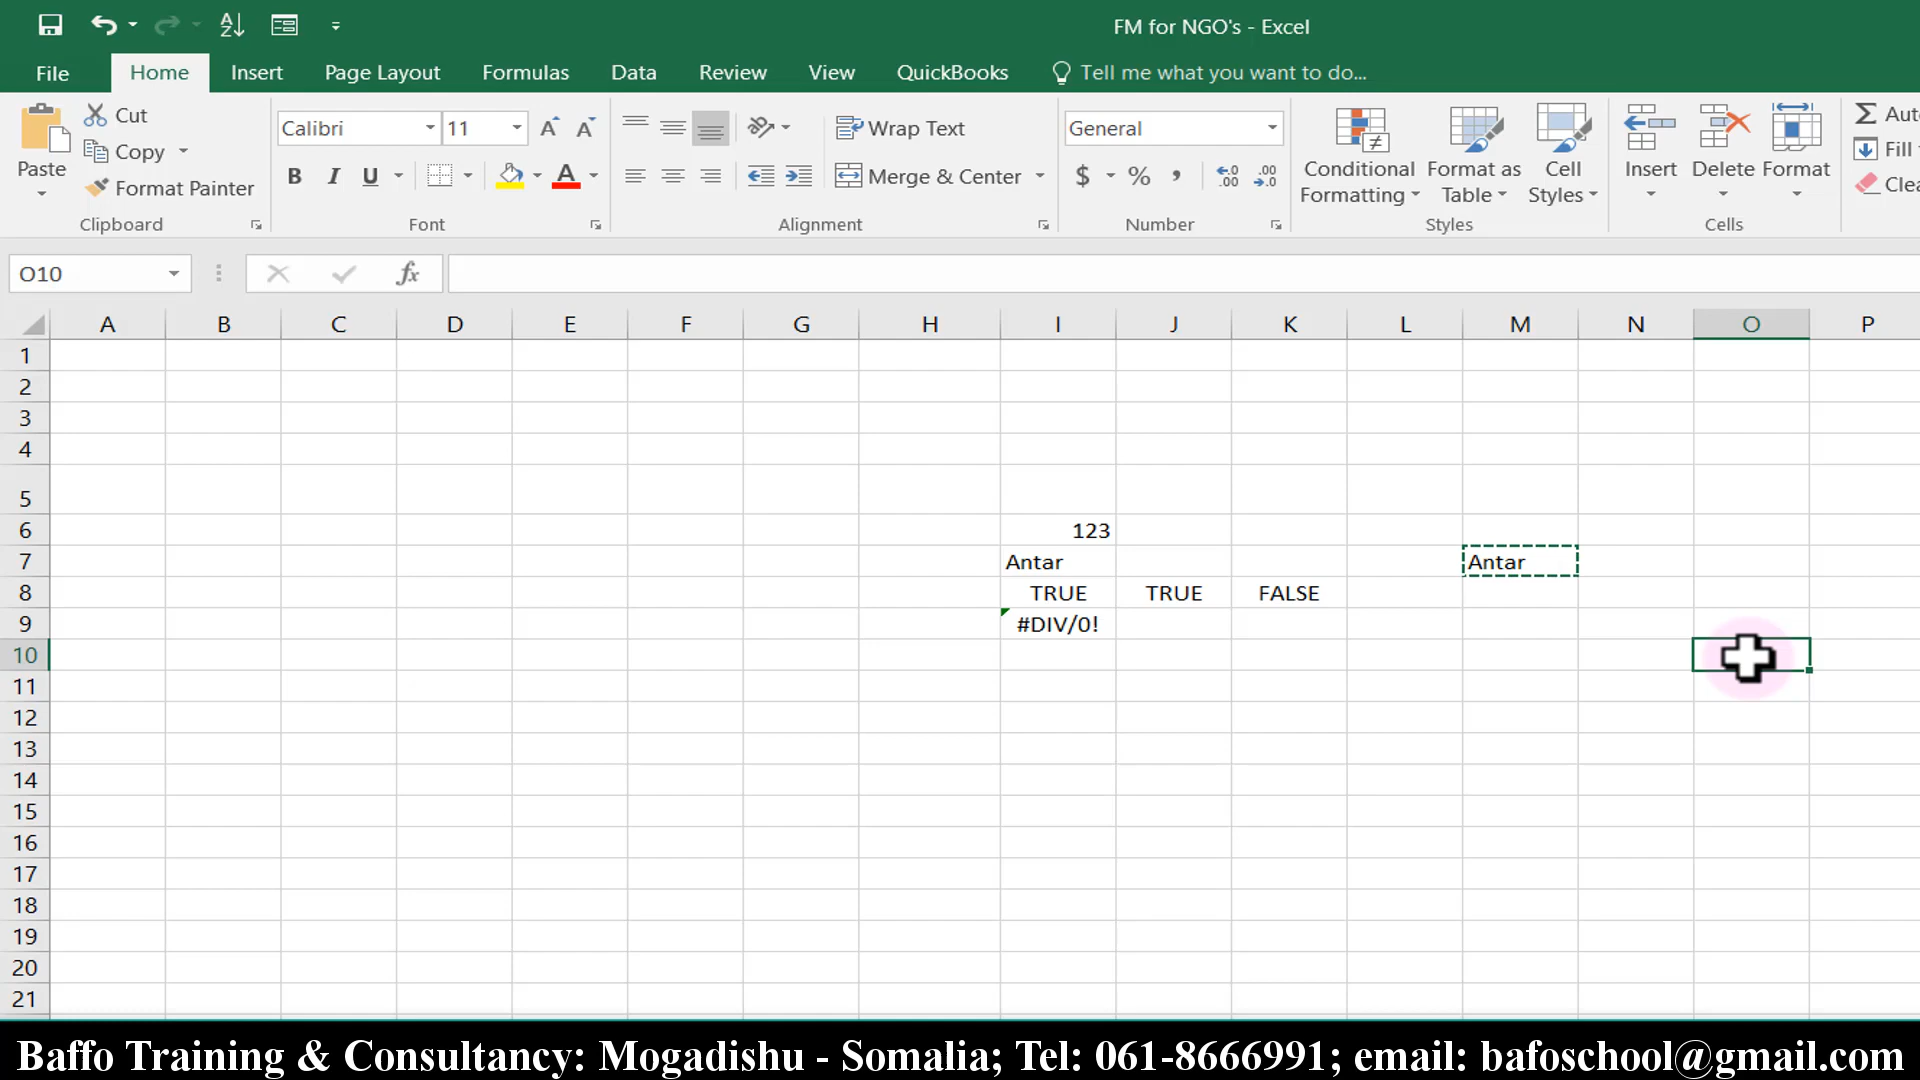 FM for NGO's - Excel
File Home Insert Page Layout Formulas Data Review View QuickBooks Tell me what you want to do...
Paste
Cut
Copy
Format Painter
Clipboard
Calibri 11
B I U A
Font
Wrap Text
Merge & Center
Alignment
General
$ % , .00 .0
Number
Conditional Formatting
Format as Table
Cell Styles
Styles
Insert Delete Format
Cells
Fill
O10 fx
A B C D E F G H I J K L M N O P
1
2
3
4
5
6 123
7 Antar Antar
8 TRUE TRUE FALSE
9 #DIV/0!
10
11
12
13
14
15
16
17
18
19
20
21
Baffo Training & Consultancy: Mogadishu - Somalia; Tel: 061-8666991; email: bafoschool@gmail.com